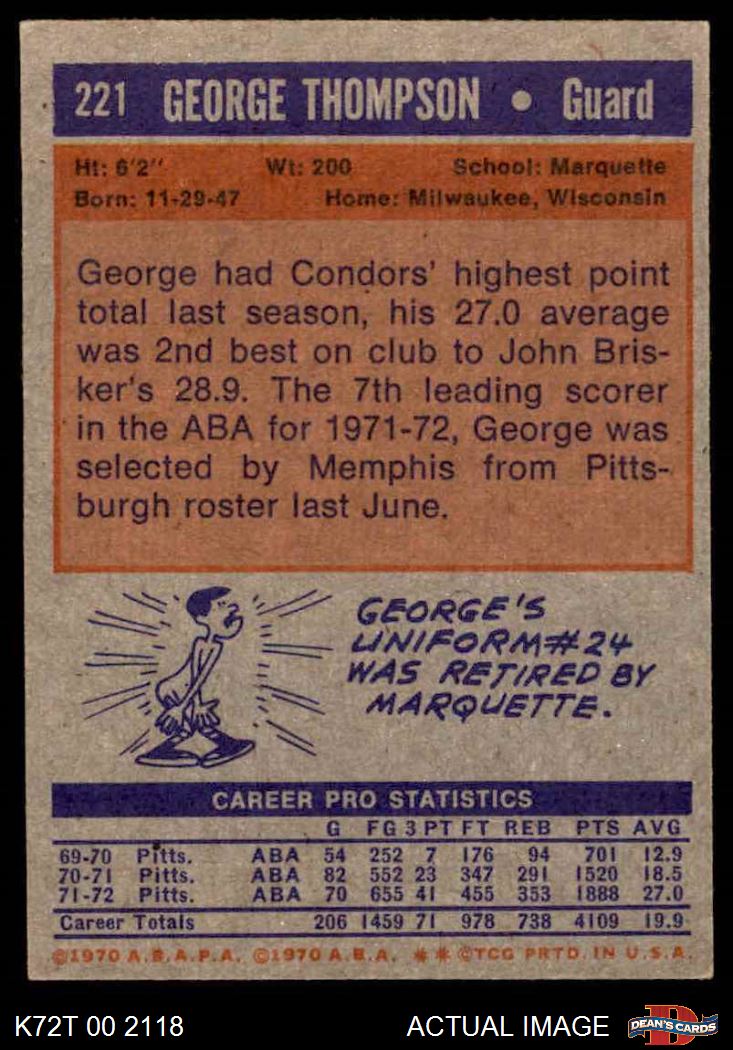 221 GEORGE THOMPSON • Guard
Ht: 6'2" Wt: 200 School: Marquette
Born: 11-29-47 Home: Milwaukee, Wisconsin
George had Condors' highest point
total last season, his 27.0 average
was 2nd best on club to John Bris-
ker's 28.9. The 7th leading scorer
in the ABA for 1971-72, George was
selected by Memphis from Pitts-
burgh roster last June.
GEORGE'S
UNIFORM #24
WAS RETIRED BY
MARQUETTE.
CAREER PRO STATISTICS
G FG 3 PT FT REB PTS AVG
69-70 Pitts. ABA 54 252 7 176 94 701 12.9
70-71 Pitts. ABA 82 552 23 347 291 1520 18.5
71-72 Pitts. ABA 70 655 41 455 353 1888 27.0
Career Totals 206 1459 71 978 738 4109 19.9
©1970 A.B.A.P.A. ©1970 A.B.A. ** ©TCG PRTD. IN U.S.A.
K72T 00 2118 ACTUAL IMAGE D DEAN'S CARDS